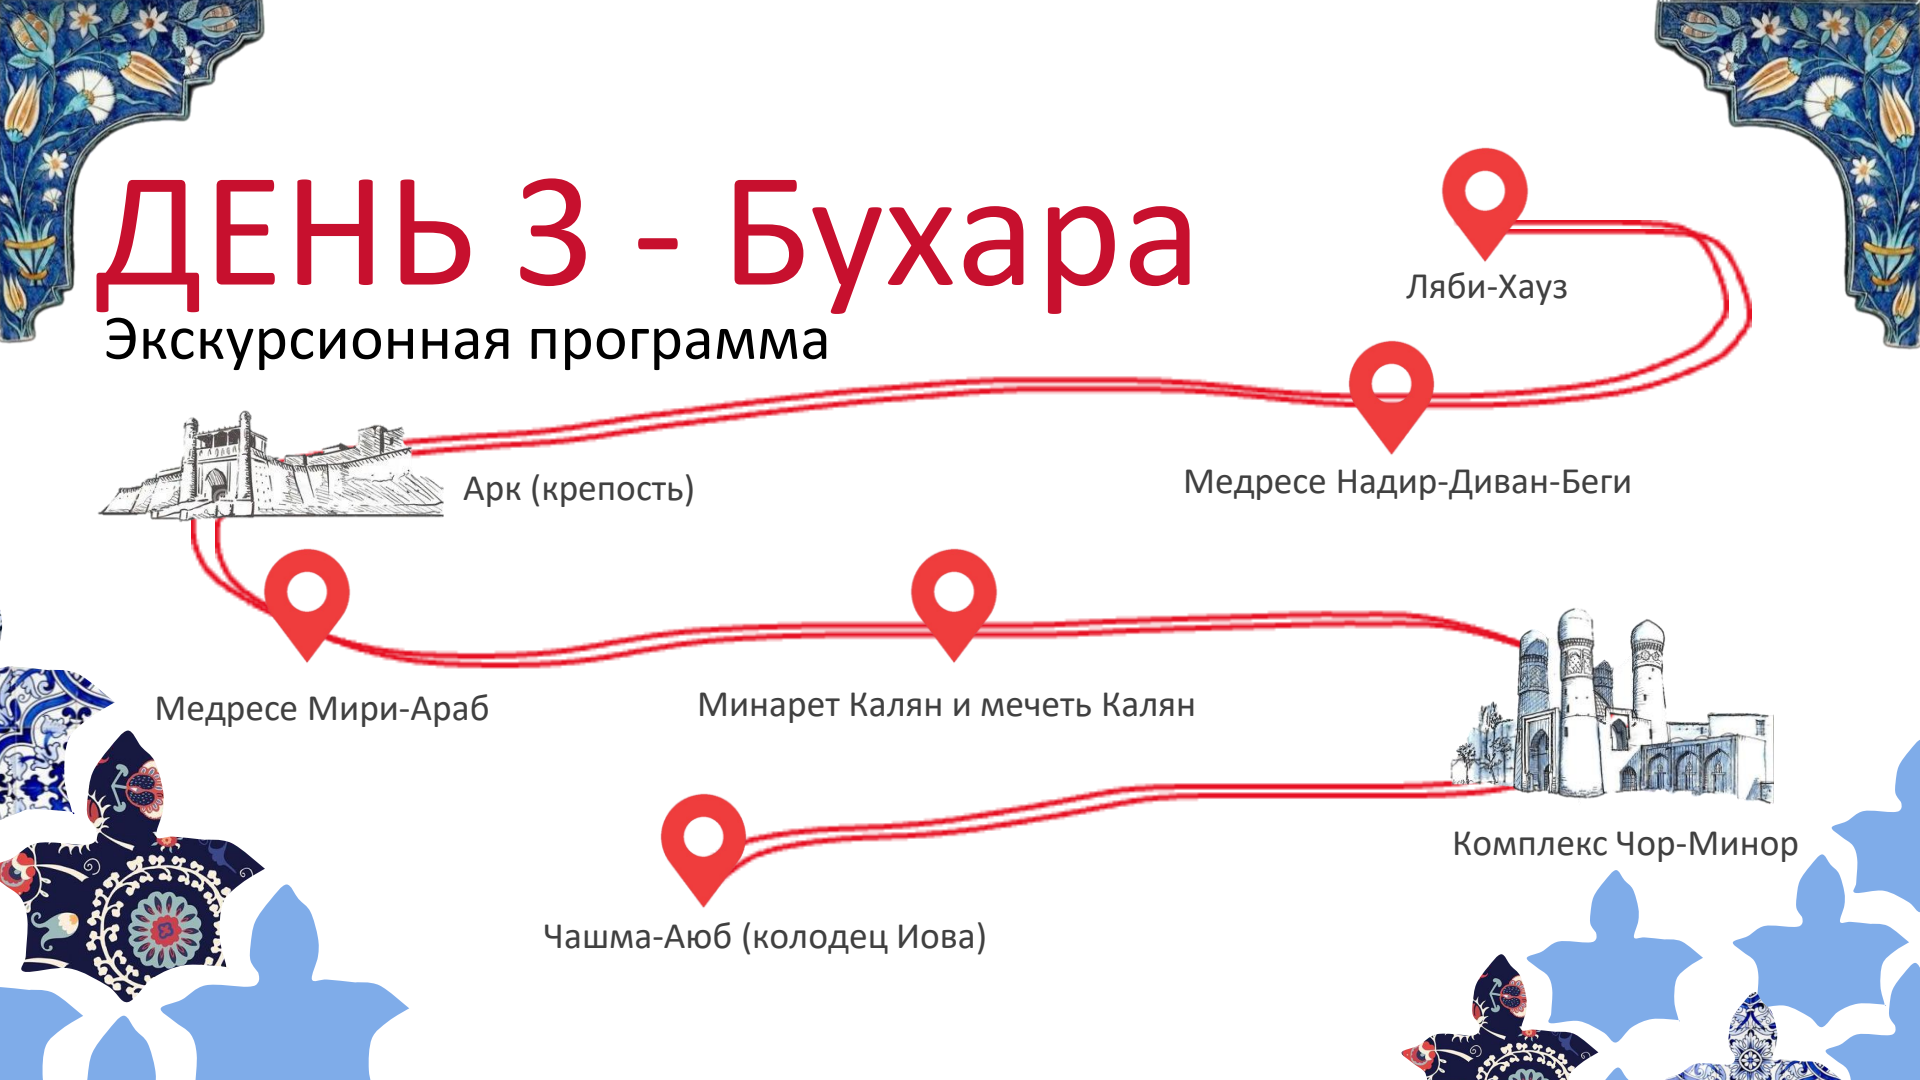 ДЕНЬ 3 - Бухара
Экскурсионная программа
Ляби-Хауз
Медресе Надир-Диван-Беги
Арк (крепость)
Медресе Мири-Араб
Минарет Калян и мечеть Калян
Комплекс Чор-Минор
Чашма-Аюб (колодец Иова)